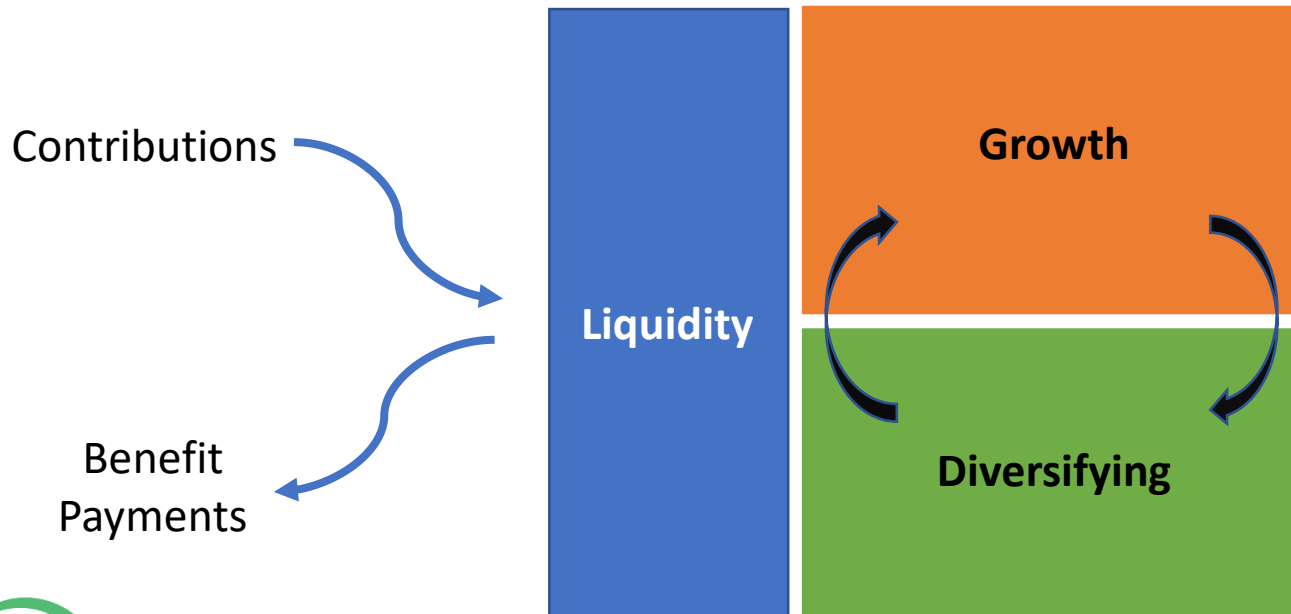 Contributions
Growth
Liquidity
Benefit
Payments
Diversifying